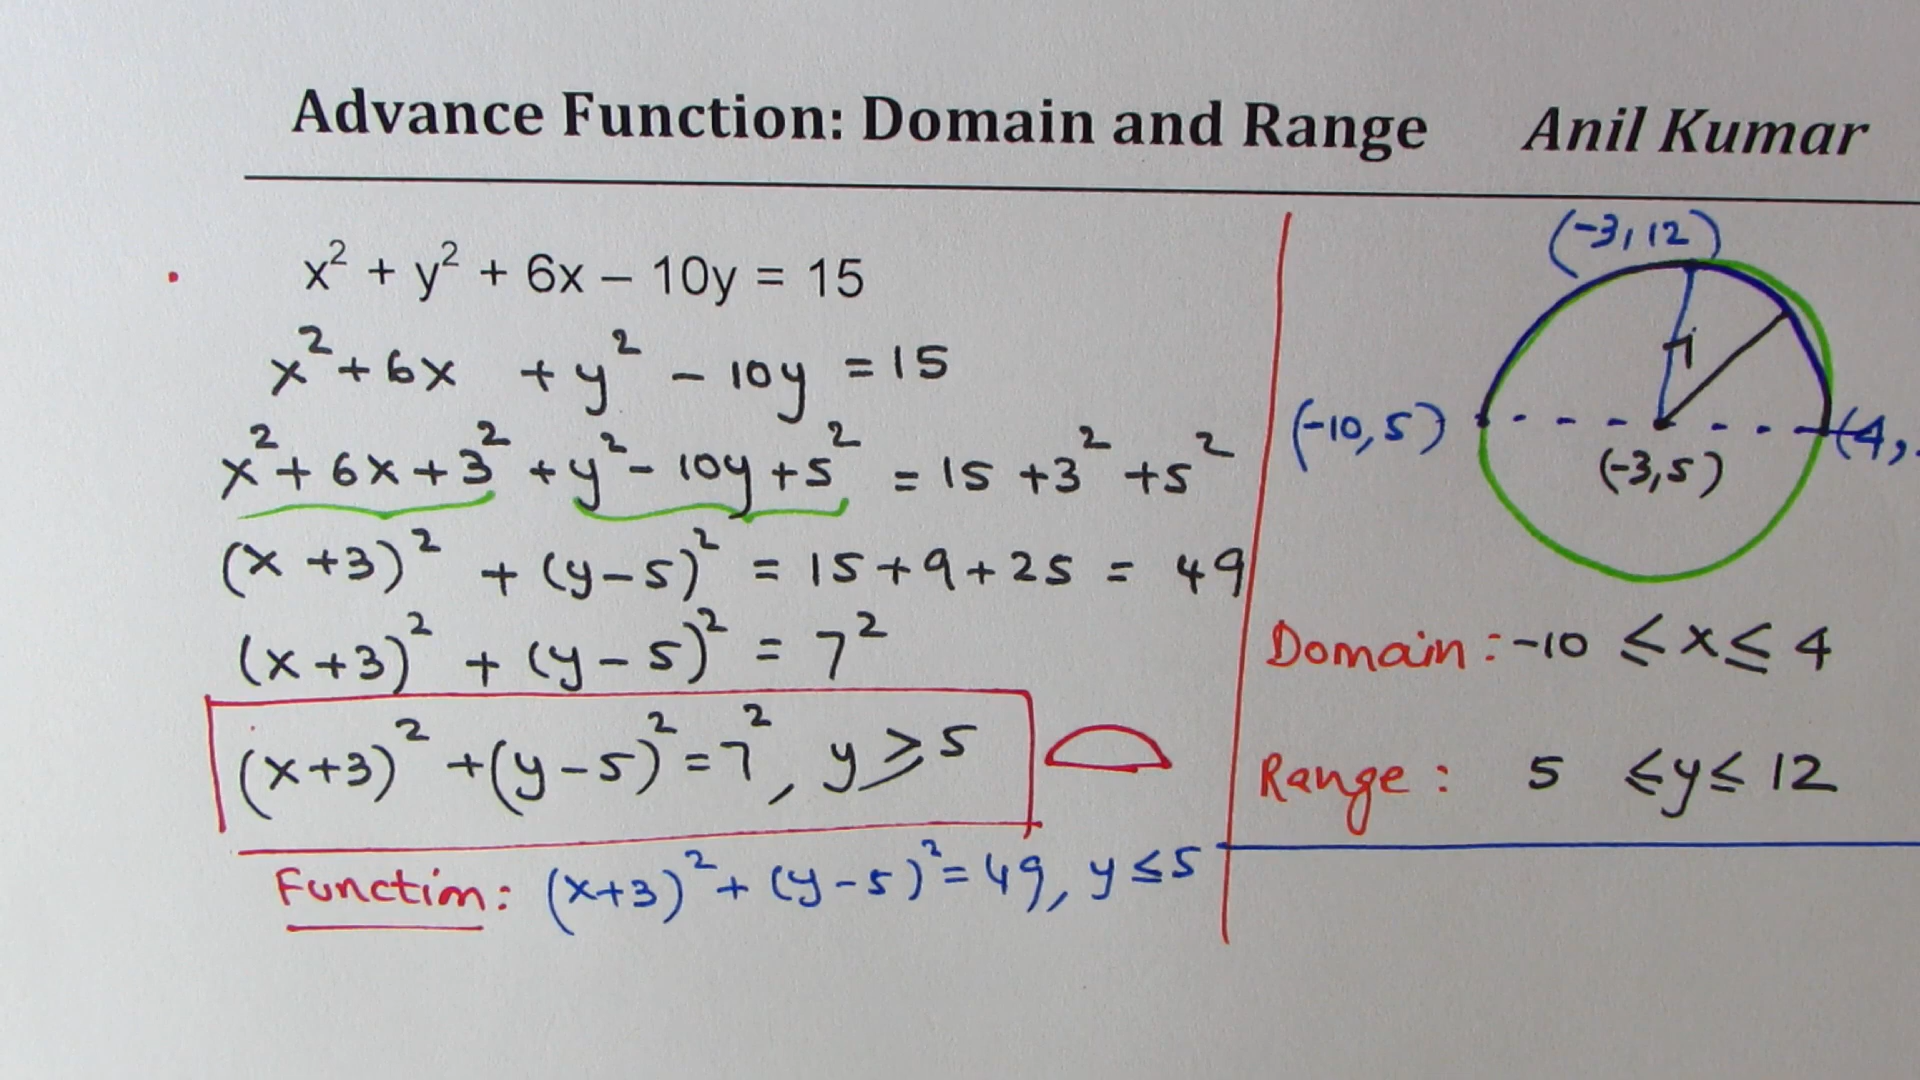 Advance Function: Domain and Range Anil Kumar
x² + y² + 6x – 10y = 15
x² + 6x + y² - 10y = 15
x² + 6x + 3² + y² - 10y + 5² = 15 + 3² + 5²
(x + 3)² + (y - 5)² = 15 + 9 + 25 = 49
(x + 3)² + (y - 5)² = 7²
(x+3)² + (y-5)² = 7², y ≥ 5
Function: (x+3)² + (y-5)² = 49, y ≤ 5
(-3, 12)
7
(-10, 5)
(4,
(-3, 5)
Domain: -10 ≤ x ≤ 4
Range: 5 ≤ y ≤ 12